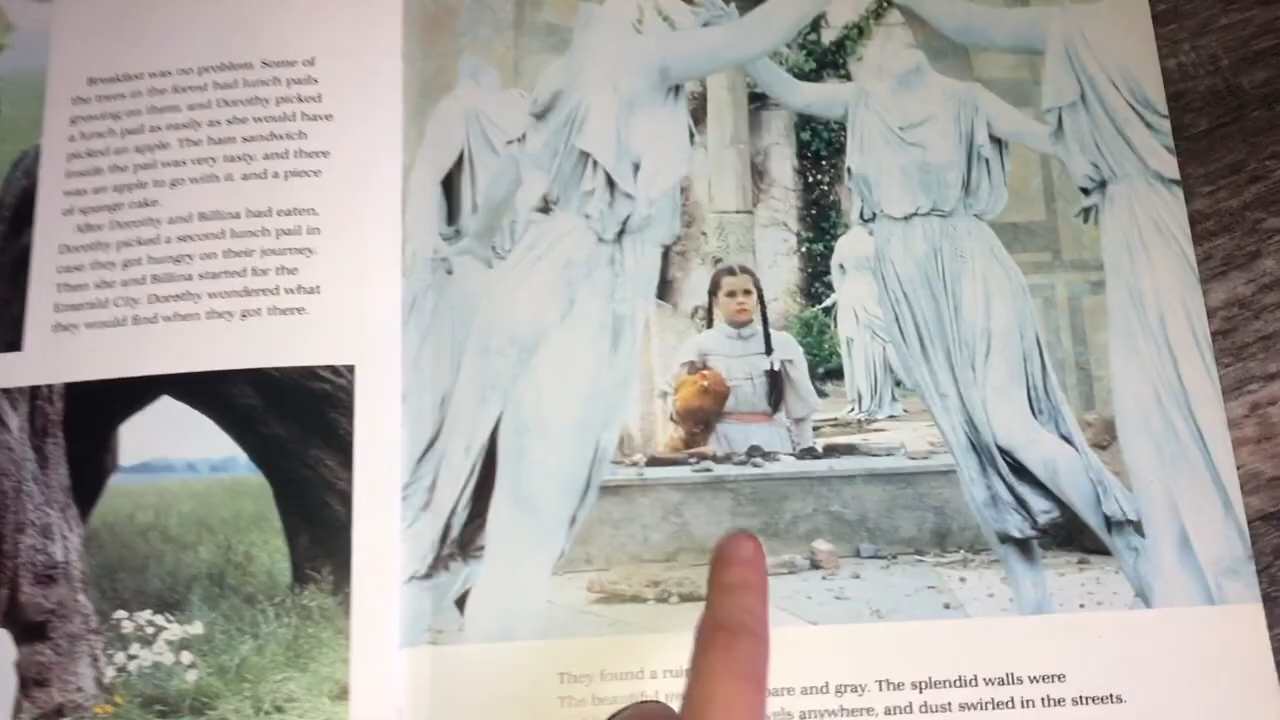 Breakfast was no problem. Some of
the trees in the forest had lunch pails
growing on them, and Dorothy picked
a lunch pail as easily as she would have
picked an apple. The ham sandwich
inside the pail was very tasty, and there
was an apple to go with it, and a piece
of sponge cake.
After Dorothy and Billina had eaten,
Dorothy picked a second lunch pail in
case they got hungry on their journey.
Then she and Billina started for the
Emerald City. Dorothy wondered what
they would find when they got there.
They found a bare and gray. The splendid walls were
The beautiful anywhere, and dust swirled in the streets.